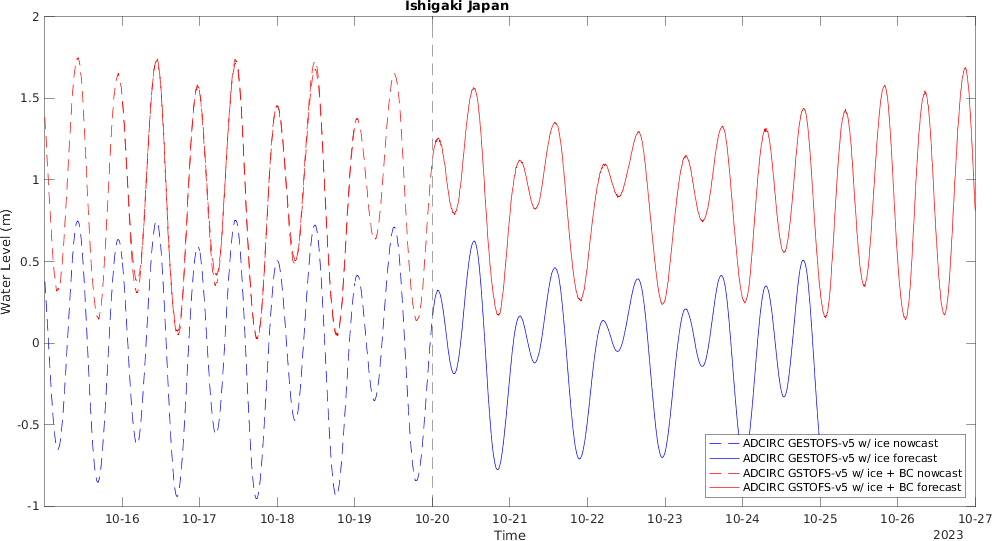 Ishigaki Japan
2
1.5
1
0.5
0
-0.5
-1
Water Level (m)
10-16
10-17
10-18
10-19
10-20
10-21
10-22
10-23
10-24
10-25
10-26
10-27
Time
2023
ADCIRC GESTOFS-v5 w/ ice nowcast
ADCIRC GESTOFS-v5 w/ ice forecast
ADCIRC GSTOFS-v5 w/ ice + BC nowcast
ADCIRC GSTOFS-v5 w/ ice + BC forecast